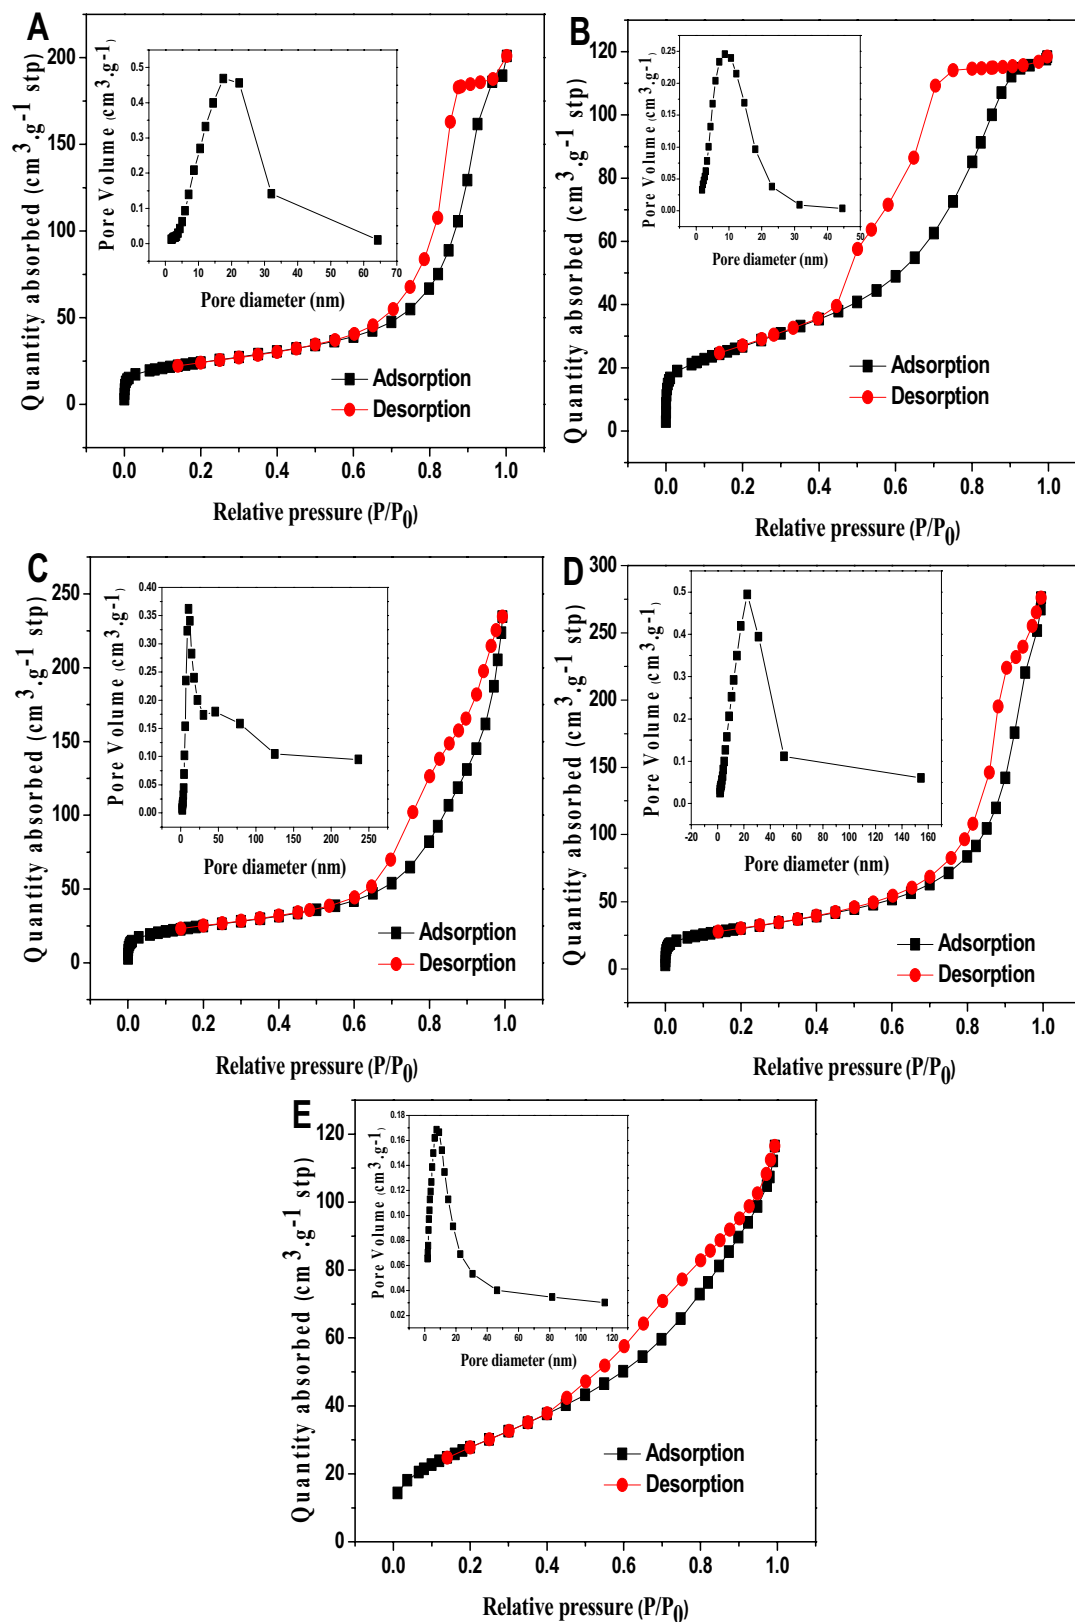 A
Quantity absorbed (cm3.g-1 stp)
200
150
100
50
0
0.0 0.2 0.4 0.6 0.8 1.0
Relative pressure (P/P0)
Adsorption
Desorption
Pore Volume (cm3.g-1)
0.5
0.4
0.3
0.2
0.1
0.0
0 10 20 30 40 50 60 70
Pore diameter (nm)
B
Quantity absorbed (cm3.g-1 stp)
120
100
80
60
40
20
0
0.0 0.2 0.4 0.6 0.8 1.0
Relative pressure (P/P0)
Adsorption
Desorption
Pore Volume (cm3.g-1)
0.25
0.20
0.15
0.10
0.05
0.00
0 10 20 30 40 50
Pore diameter (nm)
C
Quantity absorbed (cm3.g-1 stp)
250
200
150
100
50
0
0.0 0.2 0.4 0.6 0.8 1.0
Relative pressure (P/P0)
Adsorption
Desorption
Pore Volume (cm3.g-1)
0.40
0.35
0.30
0.25
0.20
0.15
0.10
0.05
0.00
0 50 100 150 200 250
Pore diameter (nm)
D
Quantity absorbed (cm3.g-1 stp)
300
250
200
150
100
50
0
0.0 0.2 0.4 0.6 0.8 1.0
Relative pressure (P/P0)
Adsorption
Desorption
Pore Volume (cm3.g-1)
0.5
0.4
0.3
0.2
0.1
0.0
-20 0 20 40 60 80 100 120 140 160
Pore diameter (nm)
E
Quantity absorbed (cm3.g-1 stp)
120
100
80
60
40
20
0
0.0 0.2 0.4 0.6 0.8 1.0
Relative pressure (P/P0)
Adsorption
Desorption
Pore Volume (cm3.g-1)
0.18
0.16
0.14
0.12
0.10
0.08
0.06
0.04
0.02
0 20 40 60 80 100 120
Pore diameter (nm)